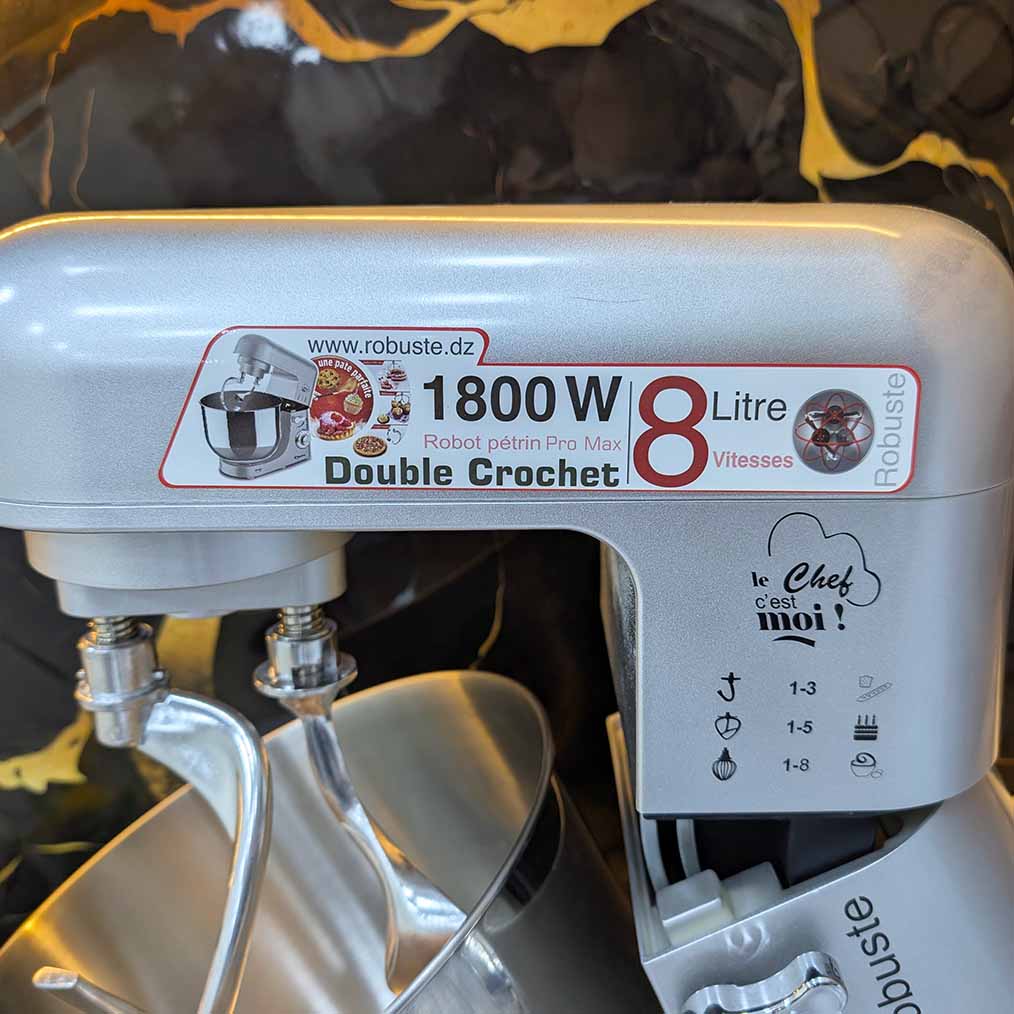 www.robuste.dz
une pate parfaite
1800 W
Robot pétrin Pro Max
Double Crochet
8 Litre
Vitesses
Robuste
le Chef
c'est
moi !
1-3
1-5
1-8
obuste